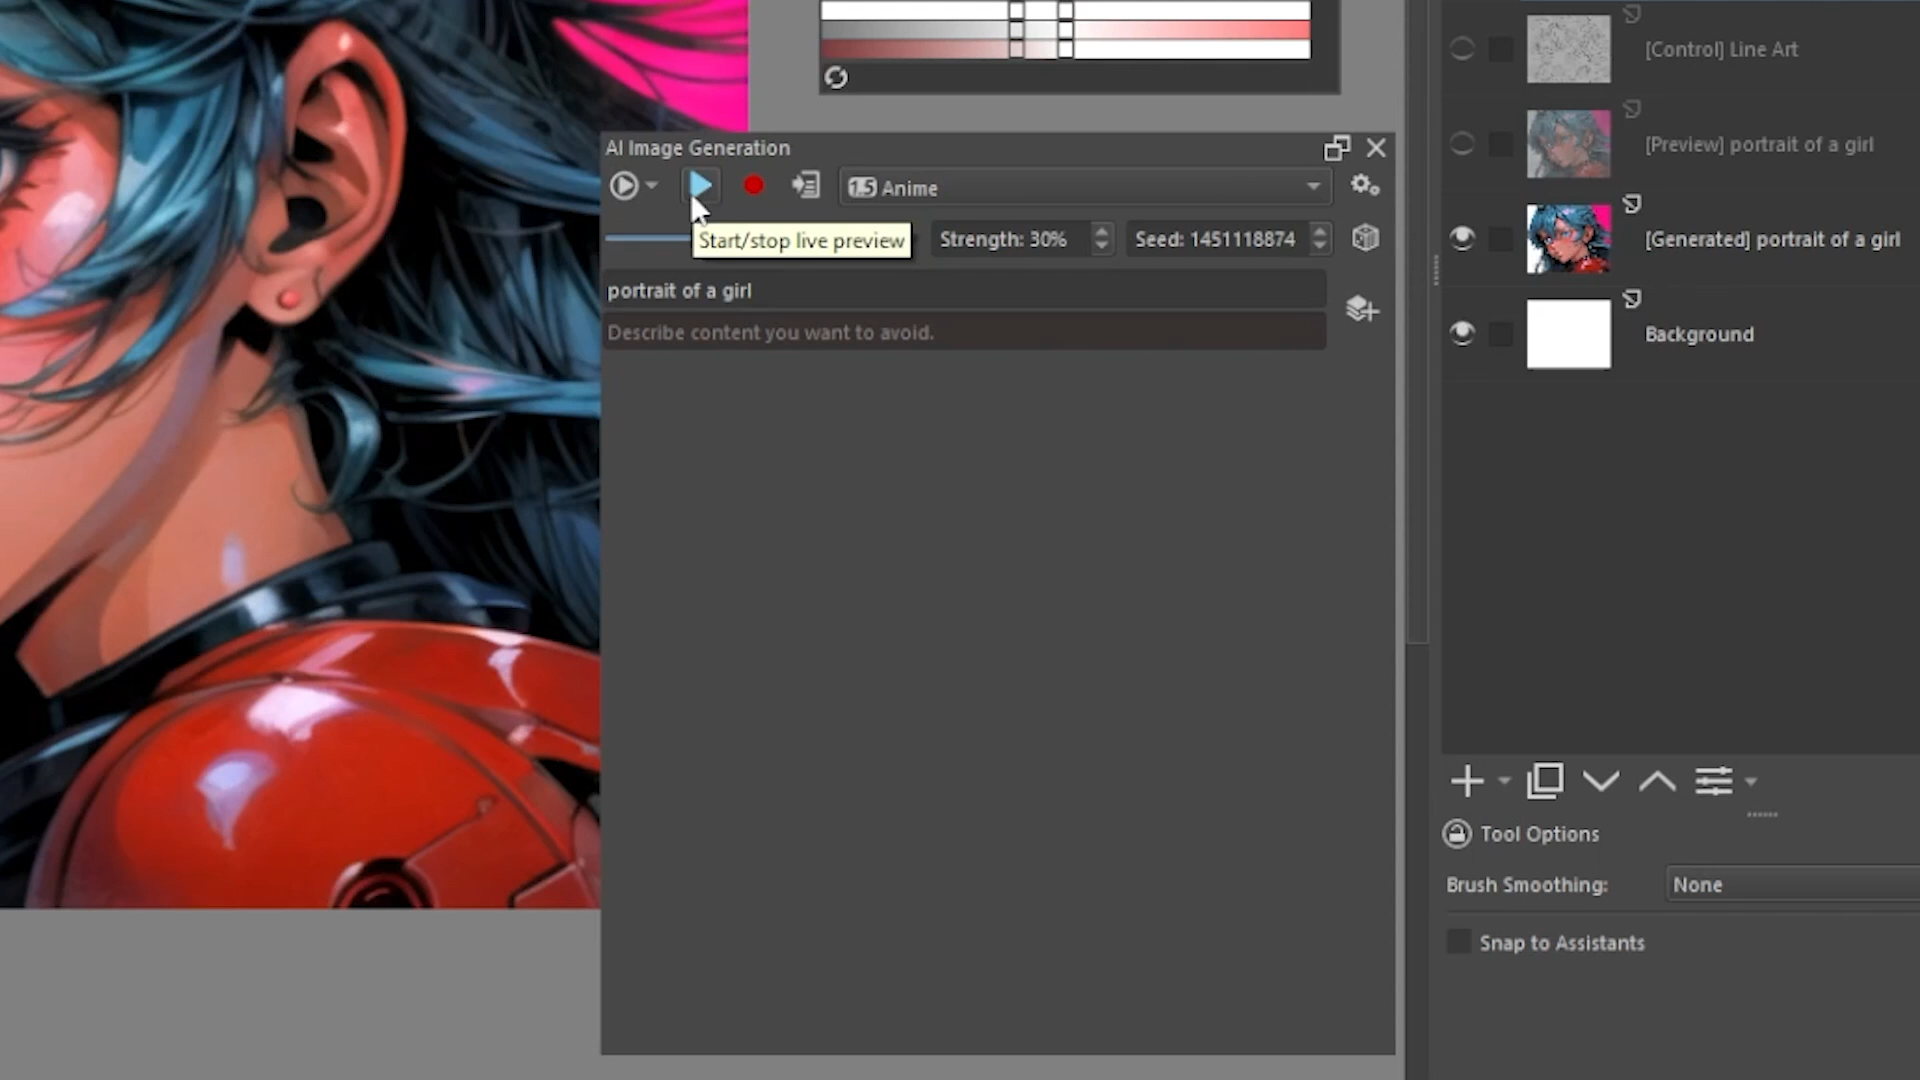 AI Image Generation
1.5 Anime
Start/stop live preview
Strength: 30%
Seed: 1451118874
portrait of a girl
Describe content you want to avoid.
[Control] Line Art
[Preview] portrait of a girl
[Generated] portrait of a girl
Background
Tool Options
Brush Smoothing:
None
Snap to Assistants